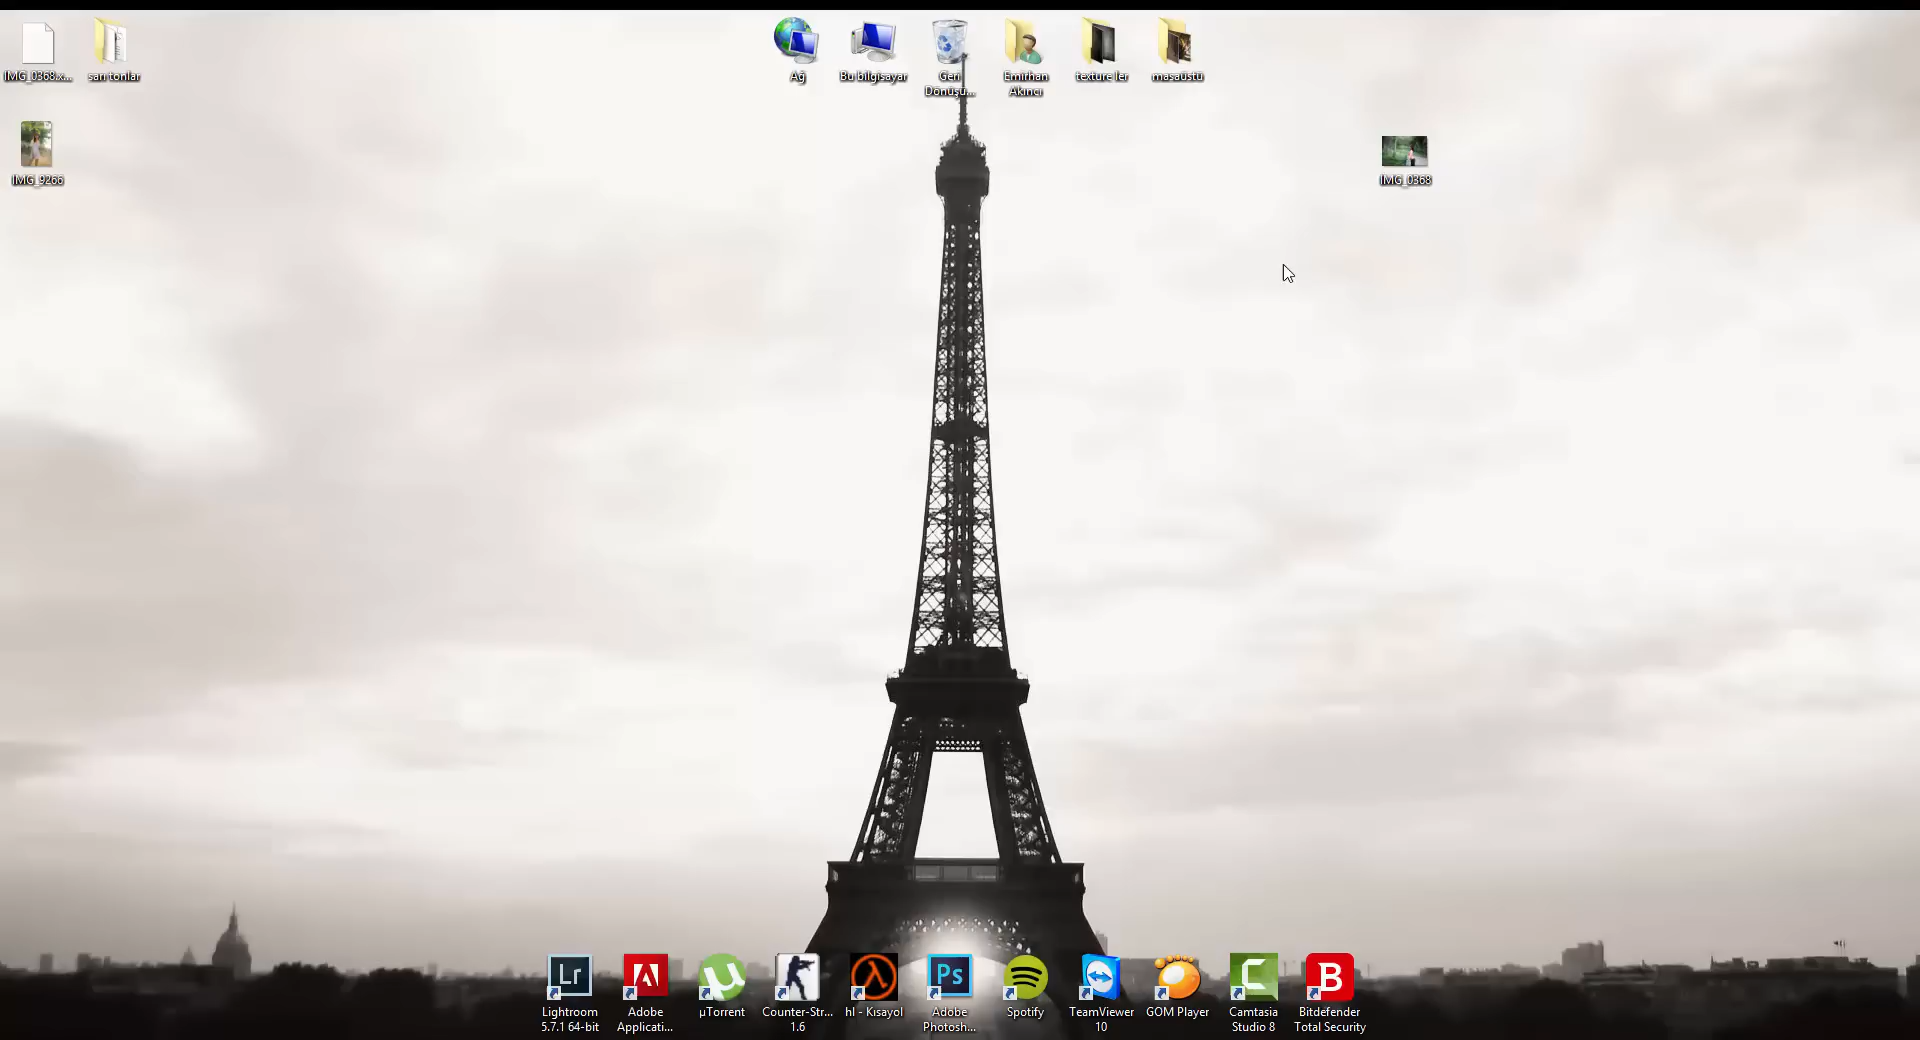 IMG_0368.x...
sarı tonlar
Ağ
Bu bilgisayar
Geri
Dönüşü...
Emirhan
Akıncı
texture ler
masaüstü
IMG_9266
IMG_0368
Lr
Ps
B
Lightroom
5.7.1 64-bit
Adobe
Applicati...
µTorrent
Counter-Str...
1.6
hl - Kısayol
Adobe
Photosh...
Spotify
TeamViewer
10
GOM Player
Camtasia
Studio 8
Bitdefender
Total Security